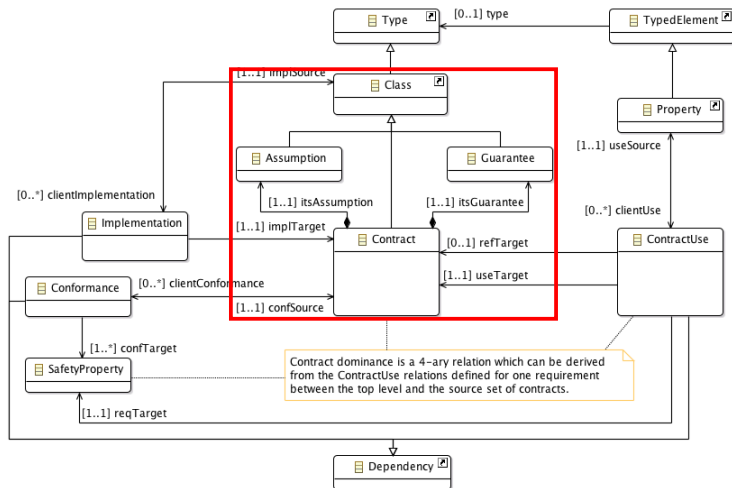 Type
[0..1] type
TypedElement
[1..1] implSource
Class
Property
[1..1] useSource
Assumption
Guarantee
[0..*] clientImplementation
[1..1] itsAssumption
[1..1] itsGuarantee
[0..*] clientUse
Implementation
[1..1] implTarget
Contract
[0..1] refTarget
ContractUse
[1..1] useTarget
Conformance
[0..*] clientConformance
[1..1] confSource
[1..*] confTarget
SafetyProperty
Contract dominance is a 4-ary relation which can be derived
from the ContractUse relations defined for one requirement
between the top level and the source set of contracts.
[1..1] reqTarget
Dependency